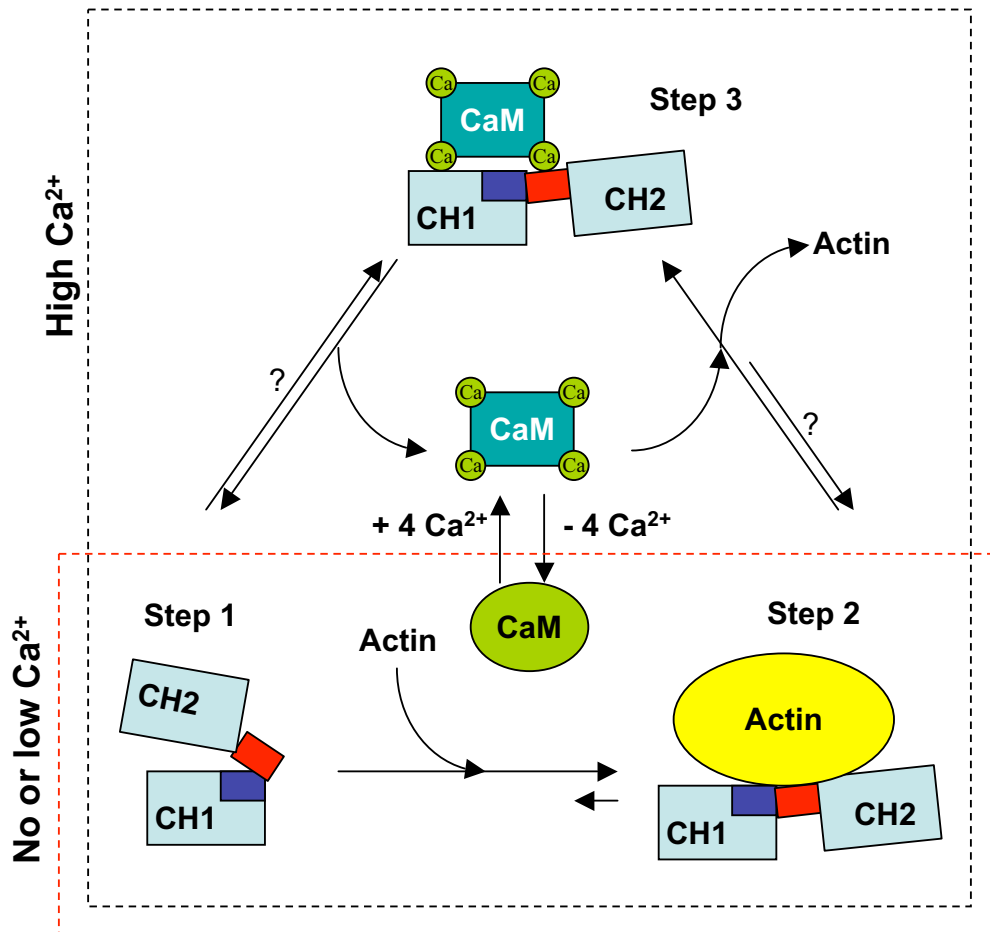 Ca Ca
CaM
Step 3
Ca Ca
CH1
CH2
High Ca²⁺
Actin
?
Ca Ca
CaM
?
Ca Ca
+ 4 Ca²⁺
- 4 Ca²⁺
No or low Ca²⁺
Step 1
CaM
Step 2
Actin
CH2
Actin
CH1
CH1
CH2